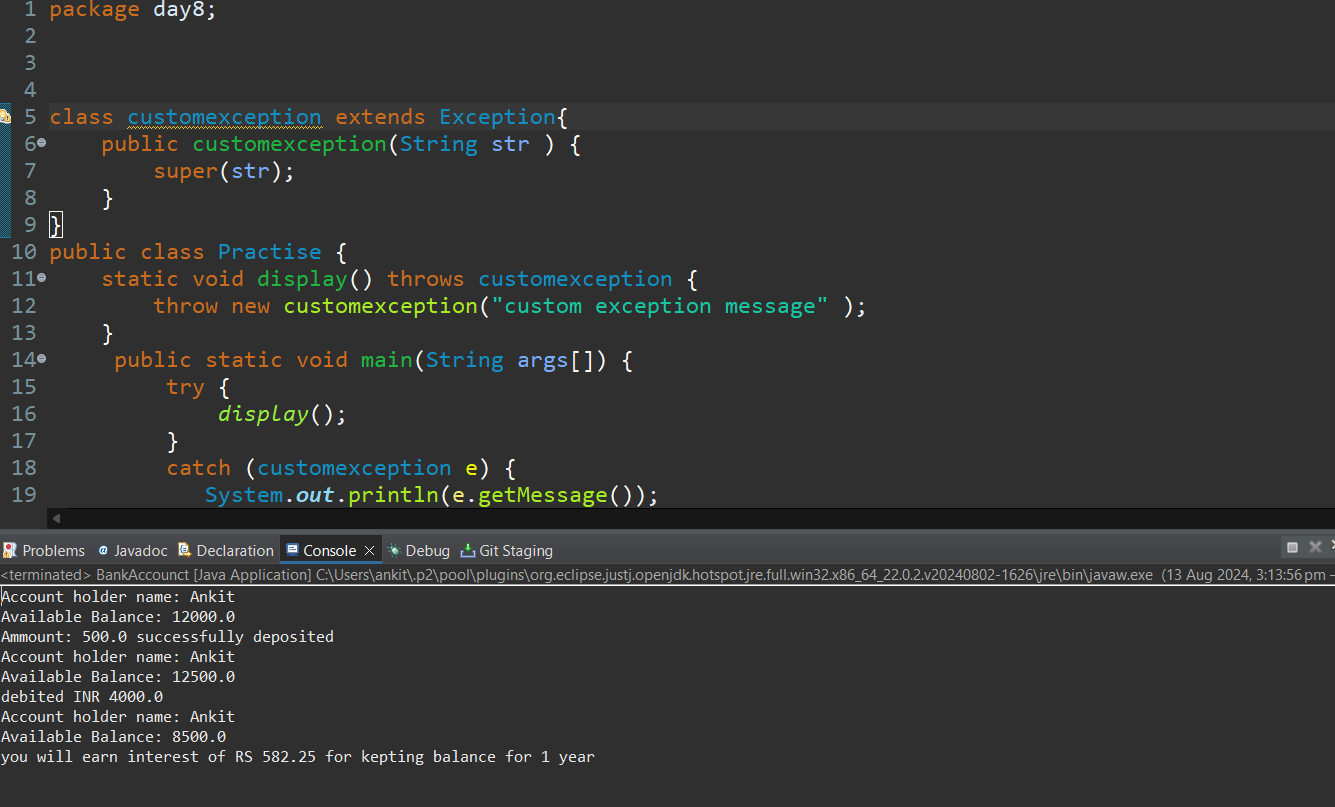 1 package day8;
2
3
4
5 class customexception extends Exception{
6 public customexception(String str ) {
7 super(str);
8 }
9 }
10 public class Practise {
11 static void display() throws customexception {
12 throw new customexception("custom exception message" );
13 }
14 public static void main(String args[]) {
15 try {
16 display();
17 }
18 catch (customexception e) {
19 System.out.println(e.getMessage());
Problems @ Javadoc Declaration Console Debug Git Staging
<terminated> BankAccounct [Java Application] C:\Users\ankit\.p2\pool\plugins\org.eclipse.justj.openjdk.hotspot.jre.full.win32.x86_64_22.0.2.v20240802-1626\jre\bin\javaw.exe (13 Aug 2024, 3:13:56 pm –
Account holder name: Ankit
Available Balance: 12000.0
Ammount: 500.0 successfully deposited
Account holder name: Ankit
Available Balance: 12500.0
debited INR 4000.0
Account holder name: Ankit
Available Balance: 8500.0
you will earn interest of RS 582.25 for kepting balance for 1 year